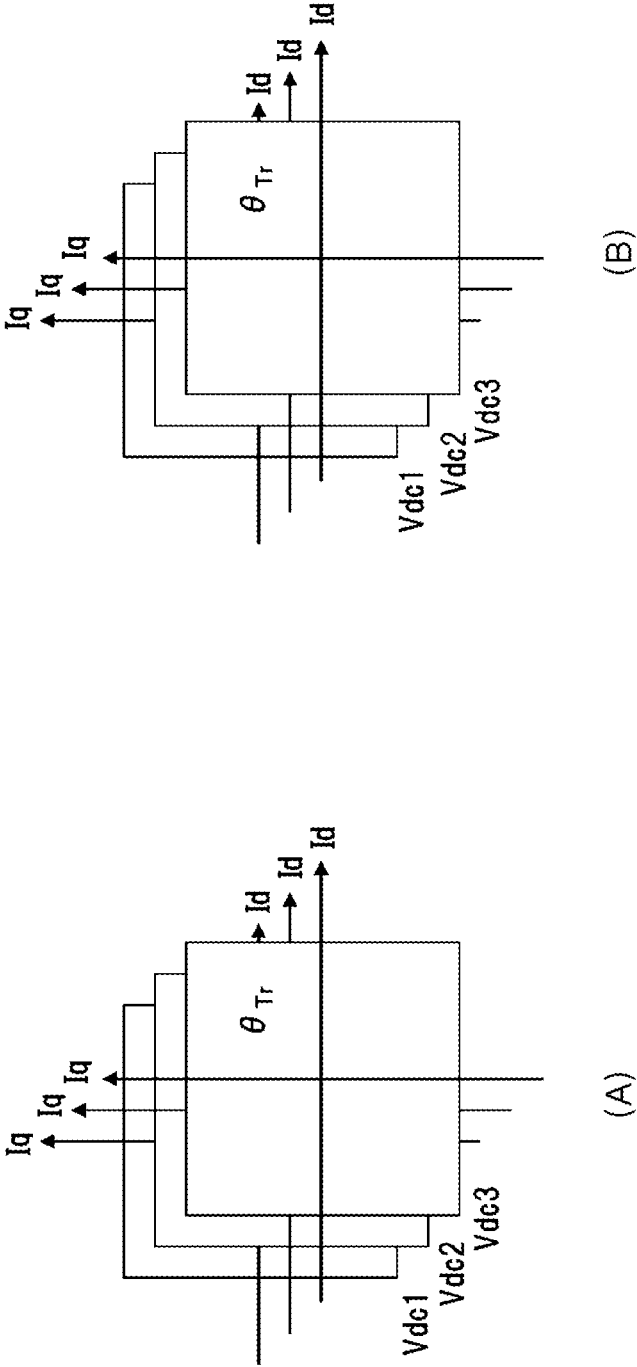 Iq
Iq
Iq
Id
Id
Id
θTr
Vdc1
Vdc2
Vdc3
(A)
Iq
Iq
Iq
Id
Id
Id
θTr
Vdc1
Vdc2
Vdc3
(B)